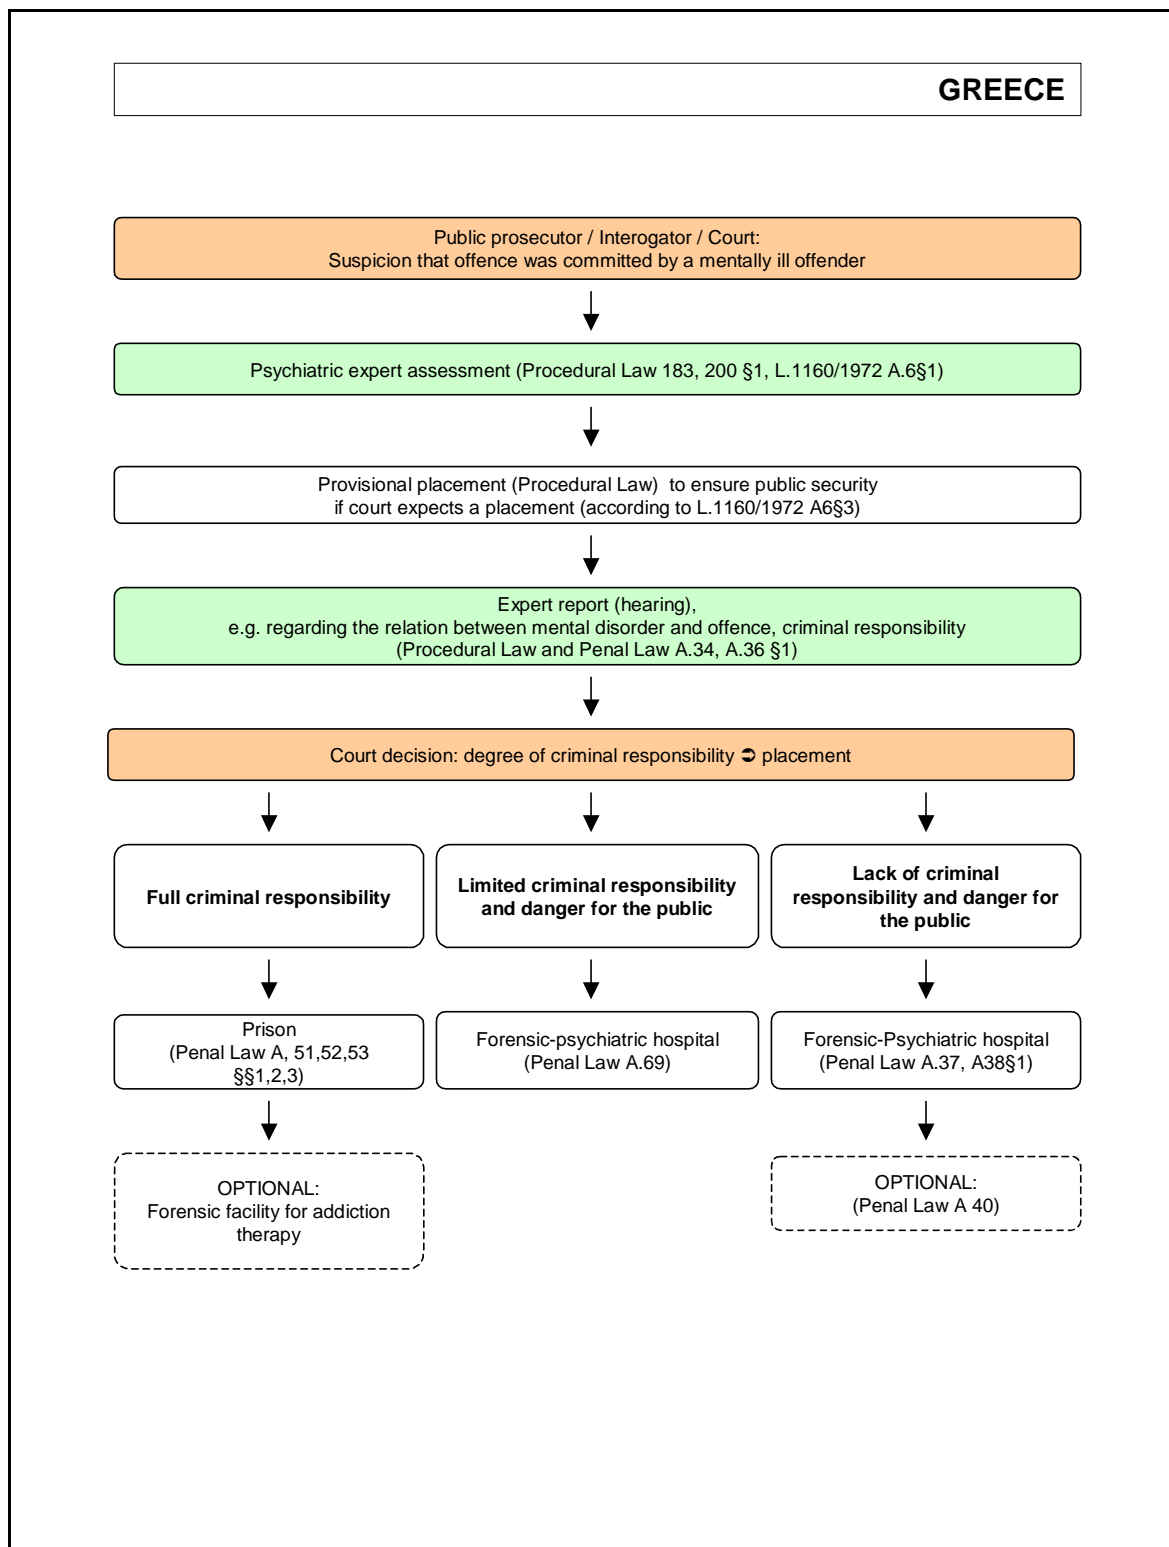 GREECE
Public prosecutor / Interogator / Court:
Suspicion that offence was committed by a mentally ill offender
Psychiatric expert assessment (Procedural Law 183, 200 §1, L.1160/1972 A.6§1)
Provisional placement (Procedural Law) to ensure public security
if court expects a placement (according to L.1160/1972 A6§3)
Expert report (hearing),
e.g. regarding the relation between mental disorder and offence, criminal responsibility
(Procedural Law and Penal Law A.34, A.36 §1)
Court decision: degree of criminal responsibility ➲ placement
Full criminal responsibility
Limited criminal responsibility
and danger for the public
Lack of criminal
responsibility and danger for
the public
Prison
(Penal Law A, 51,52,53
§§1,2,3)
Forensic-psychiatric hospital
(Penal Law A.69)
Forensic-Psychiatric hospital
(Penal Law A.37, A38§1)
OPTIONAL:
Forensic facility for addiction
therapy
OPTIONAL:
(Penal Law A 40)